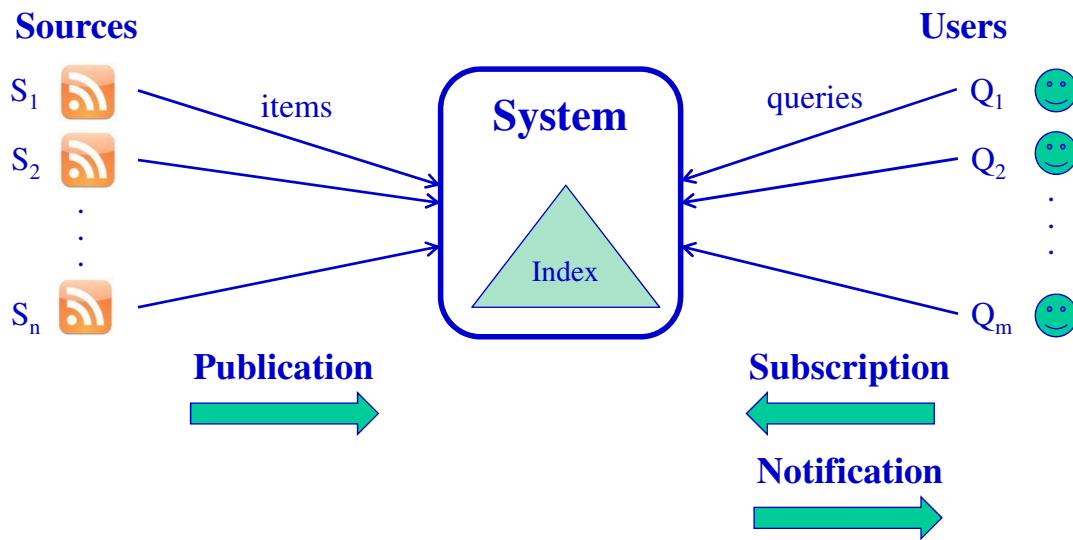 Sources
Users
S1
items
System
queries
Q1
S2
Q2
.
.
.
.
.
.
Index
Sn
Qm
Publication
Subscription
Notification